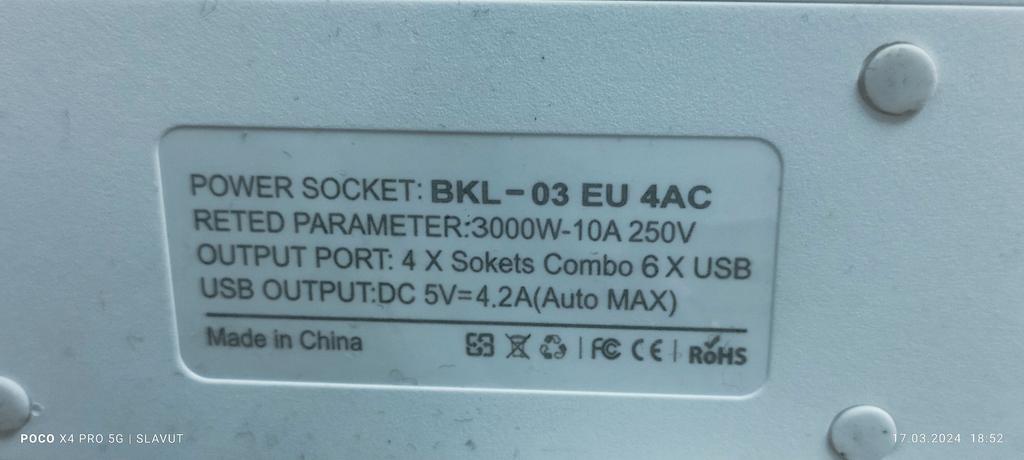 POWER SOCKET: BKL-03 EU 4AC
RETED PARAMETER:3000W-10A 250V
OUTPUT PORT: 4 X Sokets Combo 6 X USB
USB OUTPUT:DC 5V=4.2A(Auto MAX)
Made in China
FC CE RoHS
POCO X4 PRO 5G | SLAVUT
17.03.2024 18:52